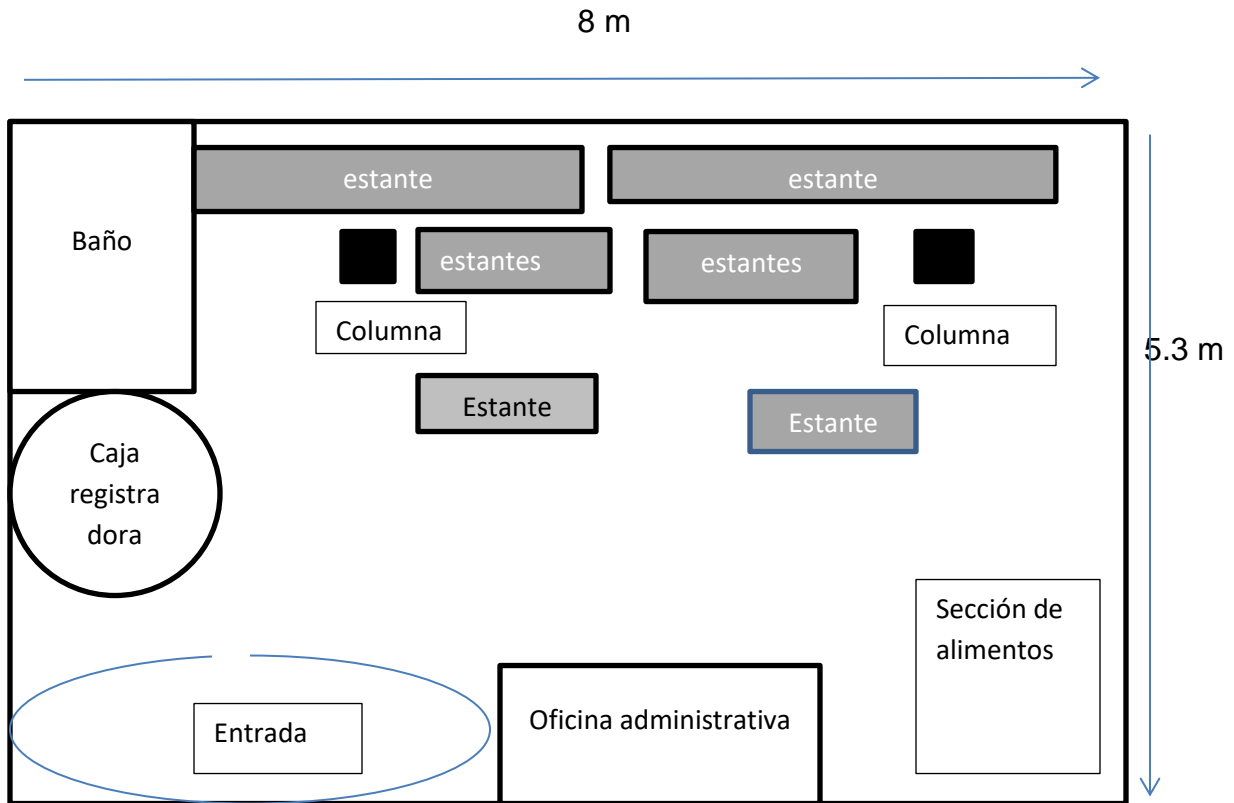 8 m
estante
estante
Baño
estantes
estantes
Columna
Columna
5.3 m
Estante
Estante
Caja
registra
dora
Sección de
alimentos
Oficina administrativa
Entrada